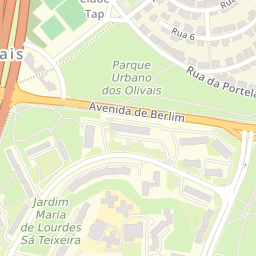 Clube
Tap
Rua 6
ais
Parque
Urbano
dos Olivais
Rua da Portela
Avenida de Berlim
Jardim
Maria
de Lourdes
Sá Teixeira